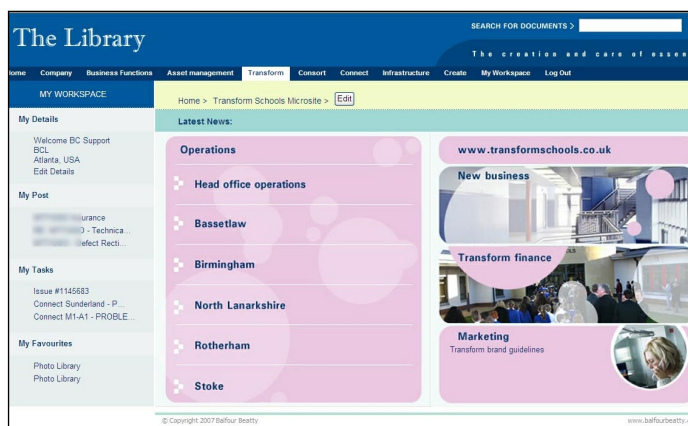 The Library
SEARCH FOR DOCUMENTS >
The creation and care of essen
ome Company Business Functions Asset management Transform Consort Connect Infrastructure Create My Workspace Log Out
MY WORKSPACE
Home > Transform Schools Microsite > Edit
My Details
Welcome BC Support
BCL
Atlanta, USA
Edit Details
My Post
urance
O - Technica...
efect Recti...
My Tasks
Issue #1145683
Connect Sunderland - P...
Connect M1-A1 - PROBLE...
My Favourites
Photo Library
Photo Library
Latest News:
Operations
Head office operations
Bassetlaw
Birmingham
North Lanarkshire
Rotherham
Stoke
www.transformschools.co.uk
New business
Transform finance
Marketing
Transform brand guidelines
© Copyright 2007 Balfour Beatty
www.balfourbeatty.c